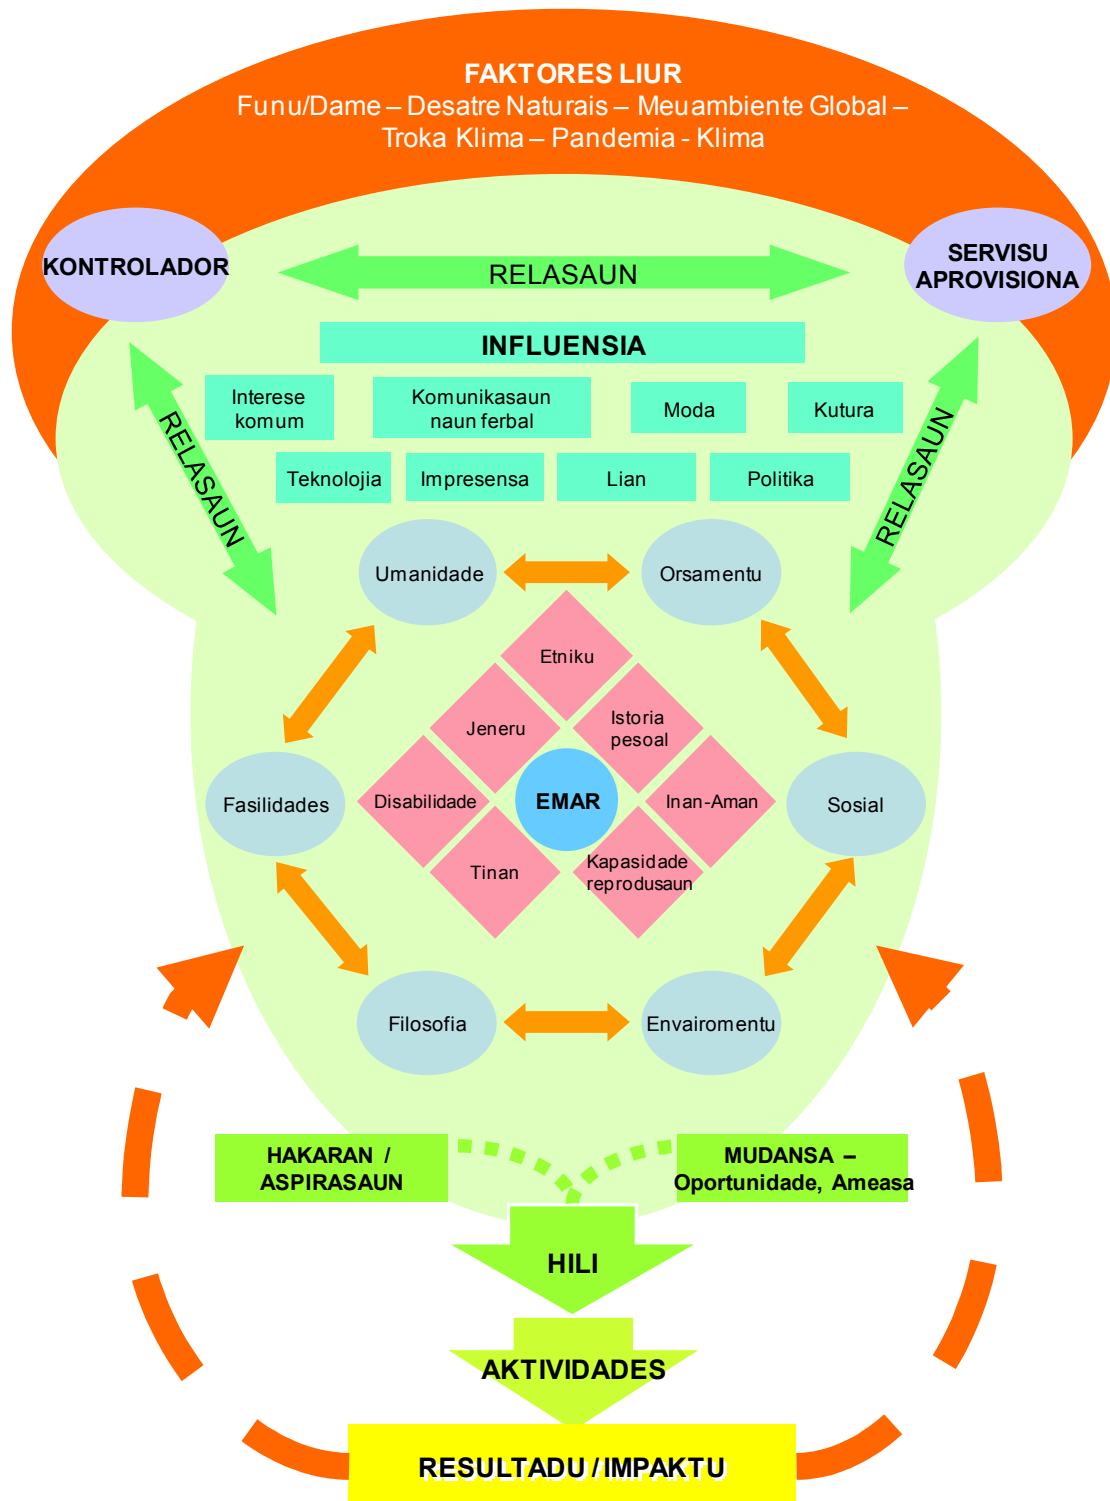 FAKTORES LIUR
Funu/Dame – Desatre Naturais – Meuambiente Global –
Troka Klima – Pandemia - Klima
KONTROLADOR
SERVISU
APROVISIONA
RELASAUN
INFLUENSIA
RELASAUN
RELASAUN
Interese
komum
Komunikasaun
naun ferbal
Moda
Kutura
Teknolojia
Impresensa
Lian
Politika
Umanidade
Orsamentu
Etniku
Jeneru
Istoria
pesoal
Fasilidades
Disabilidade
EMAR
Inan-Aman
Sosial
Tinan
Kapasidade
reprodusaun
Filosofia
Envairomentu
HAKARAN /
ASPIRASAUN
MUDANSA –
Oportunidade, Ameasa
HILI
AKTIVIDADES
RESULTADU / IMPAKTU